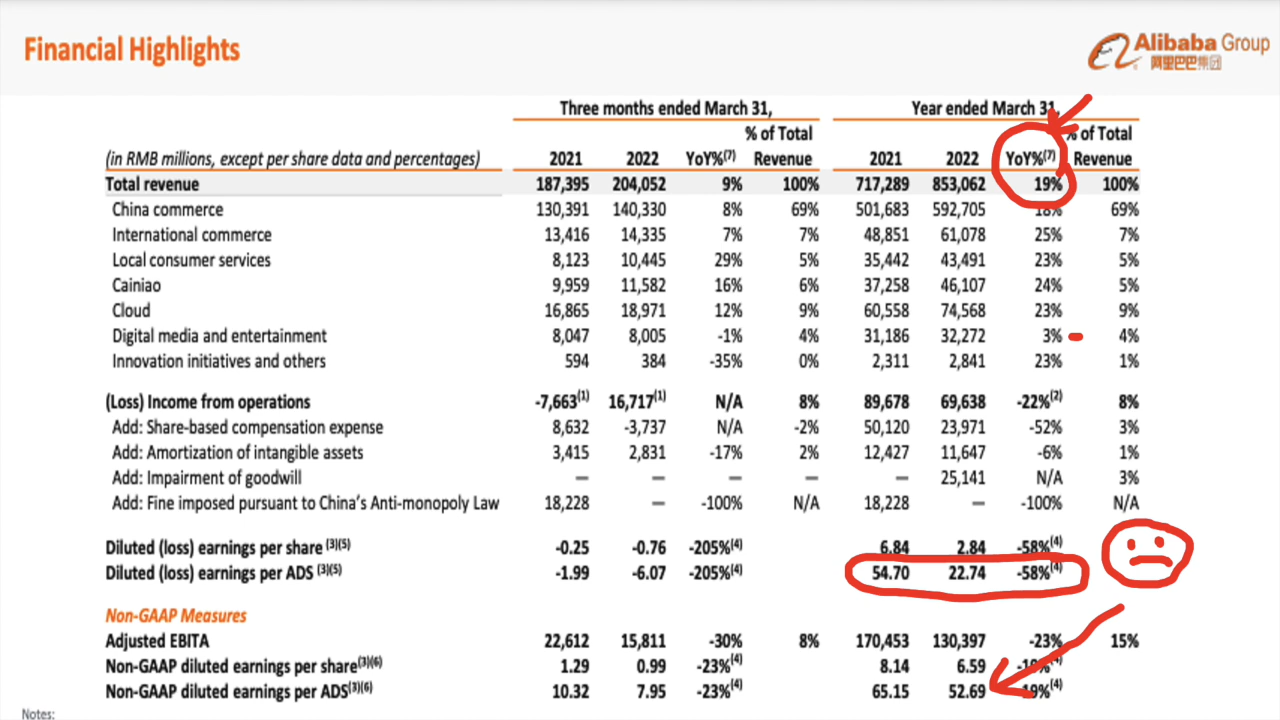 Financial Highlights
Alibaba Group
阿里巴巴集团
Three months ended March 31, Year ended March 31,
% of Total % of Total
(in RMB millions, except per share data and percentages) 2021 2022 YoY%(7) Revenue 2021 2022 YoY%(7) Revenue
Total revenue 187,395 204,052 9% 100% 717,289 853,062 19% 100%
China commerce 130,391 140,330 8% 69% 501,683 592,705 18% 69%
International commerce 13,416 14,335 7% 7% 48,851 61,078 25% 7%
Local consumer services 8,123 10,445 29% 5% 35,442 43,491 23% 5%
Cainiao 9,959 11,582 16% 6% 37,258 46,107 24% 5%
Cloud 16,865 18,971 12% 9% 60,558 74,568 23% 9%
Digital media and entertainment 8,047 8,005 -1% 4% 31,186 32,272 3% 4%
Innovation initiatives and others 594 384 -35% 0% 2,311 2,841 23% 1%
(Loss) Income from operations -7,663(1) 16,717(1) N/A 8% 89,678 69,638 -22%(2) 8%
Add: Share-based compensation expense 8,632 -3,737 N/A -2% 50,120 23,971 -52% 3%
Add: Amortization of intangible assets 3,415 2,831 -17% 2% 12,427 11,647 -6% 1%
Add: Impairment of goodwill — — — — — 25,141 N/A 3%
Add: Fine imposed pursuant to China's Anti-monopoly Law 18,228 — -100% N/A 18,228 — -100% N/A
Diluted (loss) earnings per share (3)(5) -0.25 -0.76 -205%(4) 6.84 2.84 -58%(4)
Diluted (loss) earnings per ADS (3)(5) -1.99 -6.07 -205%(4) 54.70 22.74 -58%(4)
Non-GAAP Measures
Adjusted EBITA 22,612 15,811 -30% 8% 170,453 130,397 -23% 15%
Non-GAAP diluted earnings per share(3)(6) 1.29 0.99 -23%(4) 8.14 6.59 -19%(4)
Non-GAAP diluted earnings per ADS(3)(6) 10.32 7.95 -23%(4) 65.15 52.69 -19%(4)
Notes: